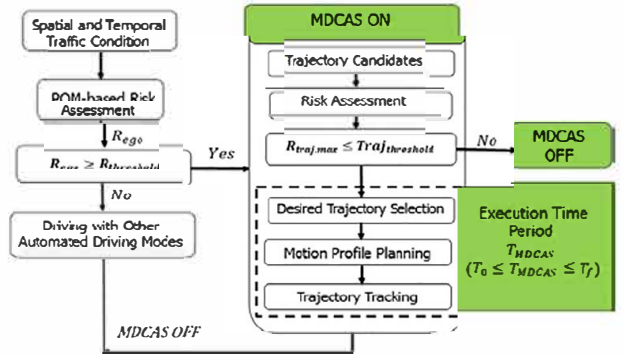 Spatial and Temporal
Traffic Condition
POM-based Risk
Assessment
R_ego
R_ego ≥ R_threshold
Yes
No
Driving with Other
Automated Driving Modes
MDCAS OFF
MDCAS ON
Trajectory Candidates
Risk Assessment
R_traj,max ≤ Traj_threshold
No
MDCAS
OFF
Desired Trajectory Selection
Motion Profile Planning
Trajectory Tracking
Execution Time
Period
T_MDCAS
(T_0 ≤ T_MDCAS ≤ T_f)